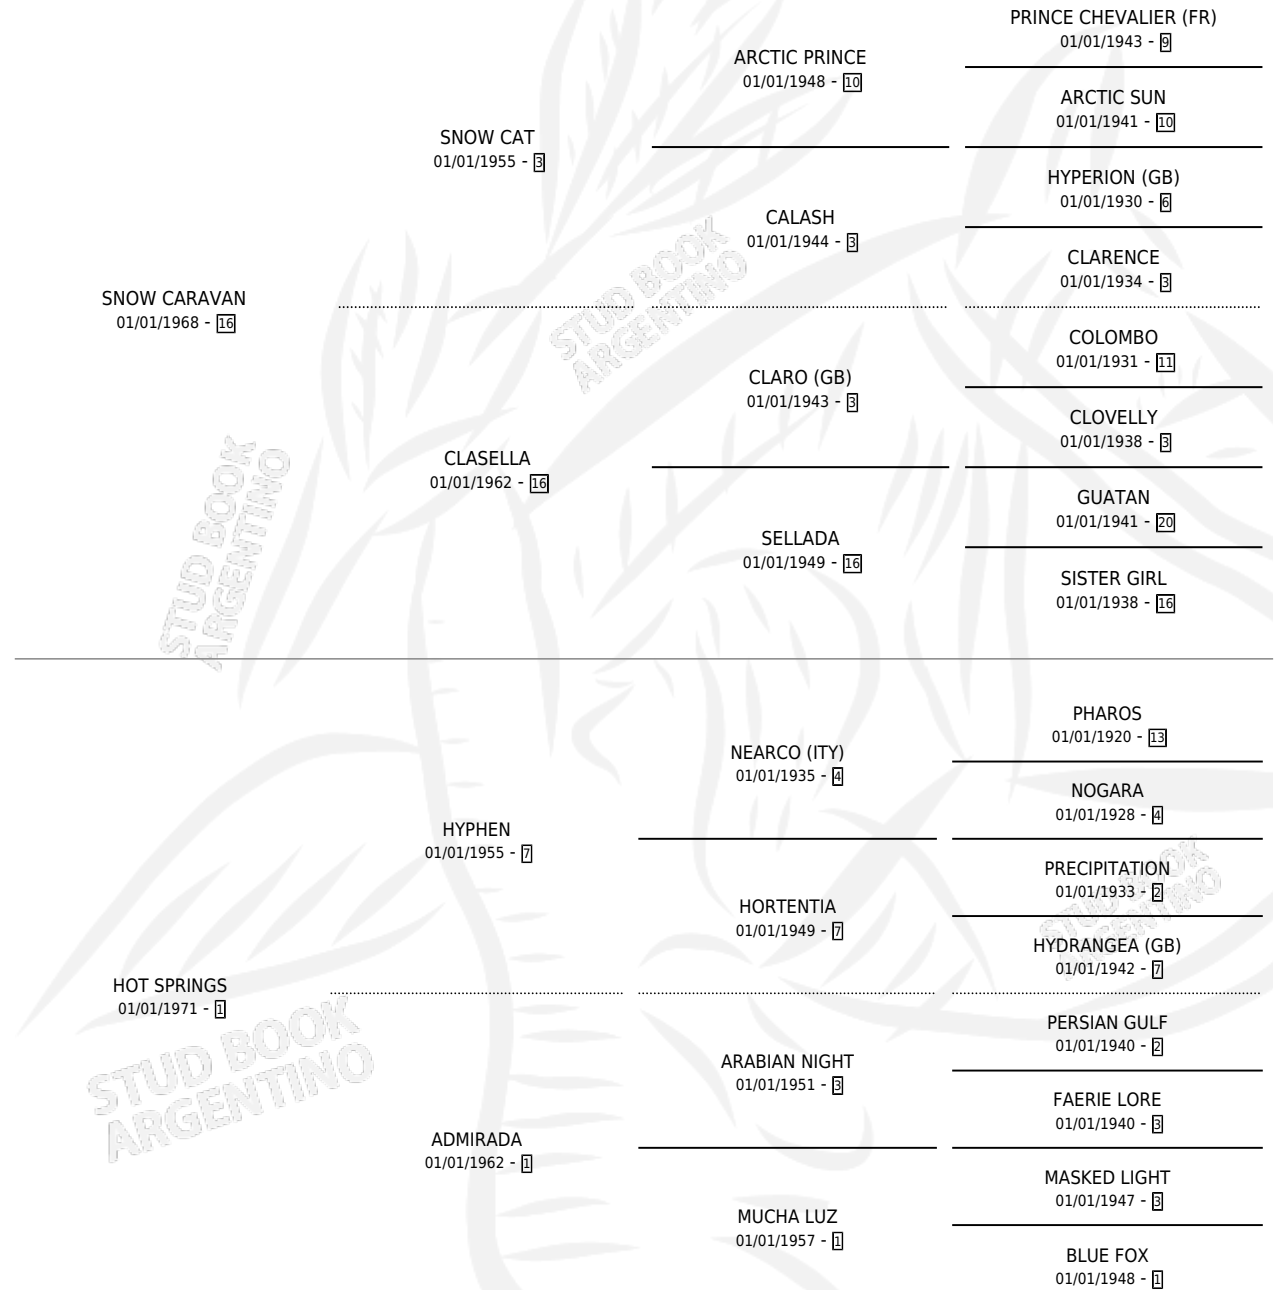 PRINCE CHEVALIER (FR)
01/01/1943 - 9
ARCTIC PRINCE
01/01/1948 - 10
ARCTIC SUN
01/01/1941 - 10
SNOW CAT
01/01/1955 - 3
HYPERION (GB)
01/01/1930 - 6
CALASH
01/01/1944 - 3
CLARENCE
01/01/1934 - 3
SNOW CARAVAN
01/01/1968 - 16
COLOMBO
01/01/1931 - 11
CLARO (GB)
01/01/1943 - 3
CLOVELLY
01/01/1938 - 3
CLASELLA
01/01/1962 - 16
GUATAN
01/01/1941 - 20
SELLADA
01/01/1949 - 16
SISTER GIRL
01/01/1938 - 16
PHAROS
01/01/1920 - 13
NEARCO (ITY)
01/01/1935 - 4
NOGARA
01/01/1928 - 4
HYPHEN
01/01/1955 - 7
PRECIPITATION
01/01/1933 - 2
HORTENTIA
01/01/1949 - 7
HYDRANGEA (GB)
01/01/1942 - 7
HOT SPRINGS
01/01/1971 - 1
PERSIAN GULF
01/01/1940 - 2
ARABIAN NIGHT
01/01/1951 - 3
FAERIE LORE
01/01/1940 - 3
ADMIRADA
01/01/1962 - 1
MASKED LIGHT
01/01/1947 - 3
MUCHA LUZ
01/01/1957 - 1
BLUE FOX
01/01/1948 - 1
STUD BOOK
ARGENTINO
STUD BOOK
ARGENTINO
STUD BOOK
ARGENTINO
STUD BOOK
ARGENTINO